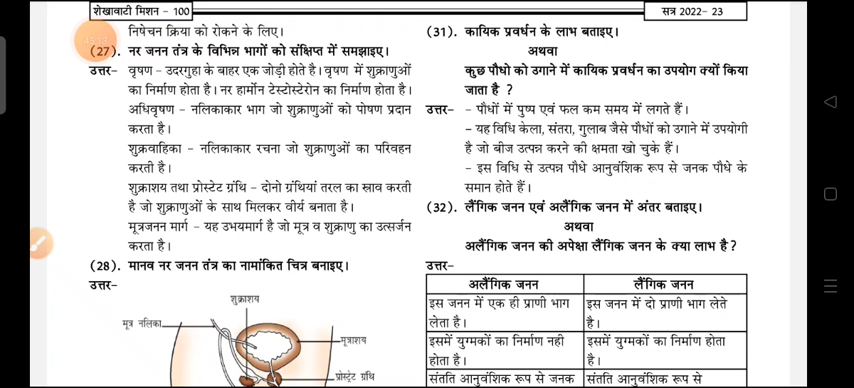 शेखावाटी मिशन - 100
सत्र 2022- 23
निषेचन क्रिया को रोकने के लिए।
(27). नर जनन तंत्र के विभिन्न भागों को संक्षिप्त में समझाइए।
उत्तर- वृषण - उदरगुहा के बाहर एक जोड़ी होते है। वृषण में शुक्राणुओं
का निर्माण होता है। नर हार्मोन टेस्टोस्टेरोन का निर्माण होता है।
अधिवृषण - नलिकाकार भाग जो शुक्राणुओं को पोषण प्रदान
करता है।
शुक्रवाहिका - नलिकाकार रचना जो शुक्राणुओं का परिवहन
करती है।
शुक्राशय तथा प्रोस्टेट ग्रंथि - दोनो ग्रंथियां तरल का स्राव करती
है जो शुक्राणुओं के साथ मिलकर वीर्य बनाता है।
मूत्रजनन मार्ग - यह उभयमार्ग है जो मूत्र व शुक्राणु का उत्सर्जन
करता है।
(28). मानव नर जनन तंत्र का नामांकित चित्र बनाइए।
उत्तर-
शुक्राशय
मूत्र नलिका
मूत्राशय
प्रोस्ट्रेट ग्रंथि
(31). कायिक प्रवर्धन के लाभ बताइए।
अथवा
कुछ पौधो को उगाने में कायिक प्रवर्धन का उपयोग क्यों किया
जाता है ?
उत्तर- - पौधों में पुष्प एवं फल कम समय में लगते हैं।
- यह विधि केला, संतरा, गुलाब जैसे पौधों को उगाने में उपयोगी
है जो बीज उत्पन्न करने की क्षमता खो चुके हैं।
- इस विधि से उत्पन्न पौधे आनुवंशिक रूप से जनक पौधे के
समान होते हैं।
(32). लैंगिक जनन एवं अलैंगिक जनन में अंतर बताइए।
अथवा
अलैंगिक जनन की अपेक्षा लैंगिक जनन के क्या लाभ है?
उत्तर-
अलैंगिक जनन
लैंगिक जनन
इस जनन में एक ही प्राणी भाग
लेता है।
इस जनन में दो प्राणी भाग लेते
है।
इसमें युग्मकों का निर्माण नही
होता है।
इसमें युग्मकों का निर्माण होता
है।
संतति आनुवंशिक रूप से जनक
संतति आनुवंशिक रूप से